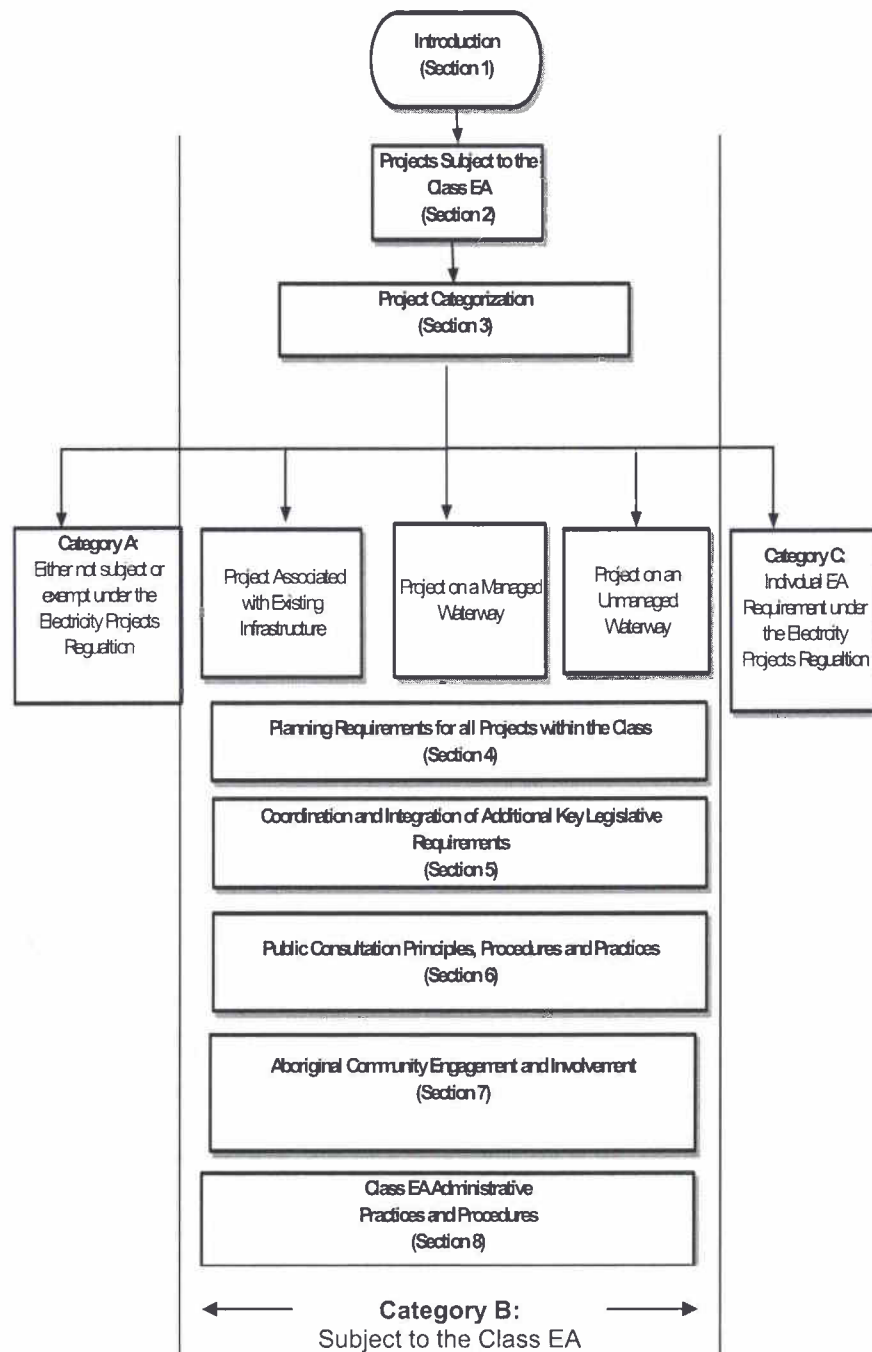 Introduction
(Section 1)
Projects Subject to the
Class EA
(Section 2)
Project Categorization
(Section 3)
Category A:
Either not subject or
exempt under the
Electricity Projects
Regualtion
Project Associated
with Existing
Infrastructure
Project on a Managed
Waterway
Project on an
Unmanaged
Waterway
Category C:
Individual EA
Requirement under
the Electricity
Projects Regualtion
Planning Requirements for all Projects within the Class
(Section 4)
Coordination and Integration of Additional Key Legislative
Requirements
(Section 5)
Public Consultation Principles, Procedures and Practices
(Section 6)
Aboriginal Community Engagement and Involvement
(Section 7)
Class EA Administrative
Practices and Procedures
(Section 8)
Category B:
Subject to the Class EA